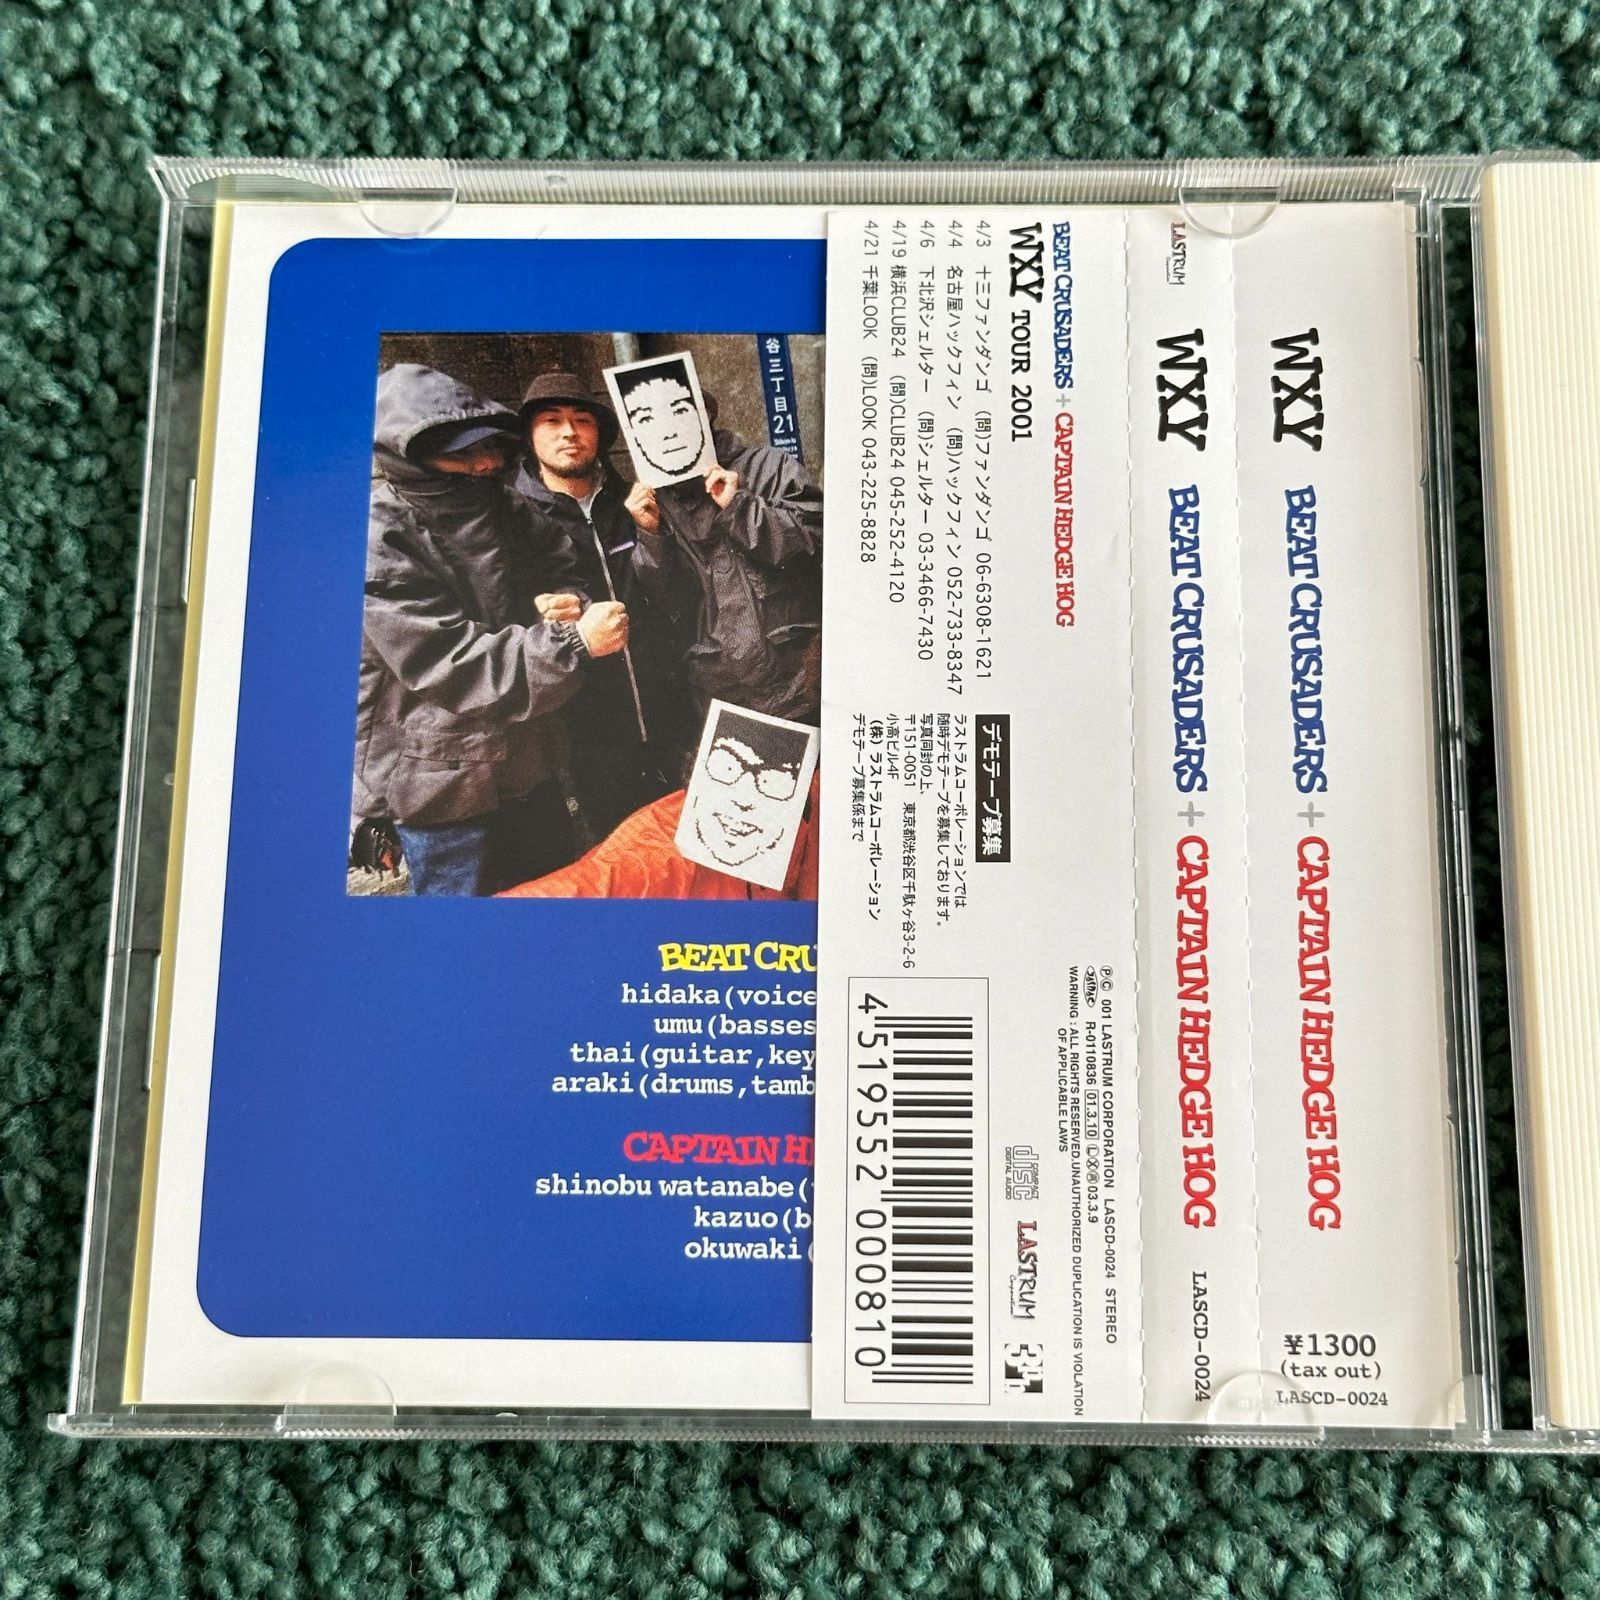 谷三丁目
21
BEAT CRU
hidaka(voice
umu(basses
thai(guitar,key
araki(drums,tamb
CAPTAIN H
shinobu watanabe(
kazuo(b
okuwaki(
BEAT CRUSADERS + CAPTAIN HEDGE HOG
WXY TOUR 2001
4/3 十三ファンダンゴ (問)ファンダンゴ 06-6308-1621
4/4 名古屋ハックフィン (問)ハックフィン 052-733-8347
4/6 下北沢シェルター (問)シェルター 03-3466-7430
4/19 横浜CLUB24 (問)CLUB24 045-252-4120
4/21 千葉LOOK (問)LOOK 043-225-8828
デモテープ募集
ラストラムコーポレーションでは
随時デモテープを募集しております。
写真同封の上、
〒151-0051 東京都渋谷区千駄ヶ谷3-2-6
小高ビル4F
(株)ラストラムコーポレーション
デモテープ募集係まで
ⓅⒸ 001 LASTRUM CORPORATION LASCD-0024 STEREO
JASRAC R-0110836 01.3.10 ⓁⓍ 03.3.9
WARNING : ALL RIGHTS RESERVED.UNAUTHORIZED DUPLICATION IS VIOLATION
OF APPLICABLE LAWS
COMPACT
disc
DIGITAL AUDIO
LASTRUM
Corporation
4 519552 000810
LASTRUM
Corporation
WXY BEAT CRUSADERS + CAPTAIN HEDGE HOG LASCD-0024
WXY BEAT CRUSADERS + CAPTAIN HEDGE HOG
¥1300
(tax out)
LASCD-0024